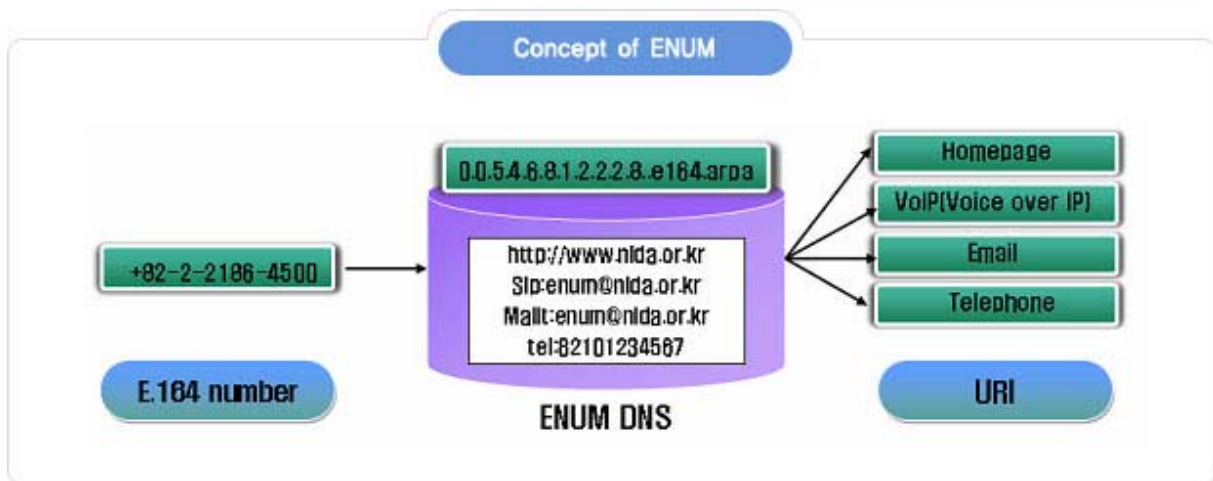 Concept of ENUM
0.0.5.4.6.8.1.2.2.2.8..e164.arpa
+82-2-2186-4500
http://www.nida.or.kr
Sip:enum@nida.or.kr
Mailt:enum@nida.or.kr
tel:82101234567
Homepage
VoIP(Voice over IP)
Email
Telephone
E.164 number
ENUM DNS
URI